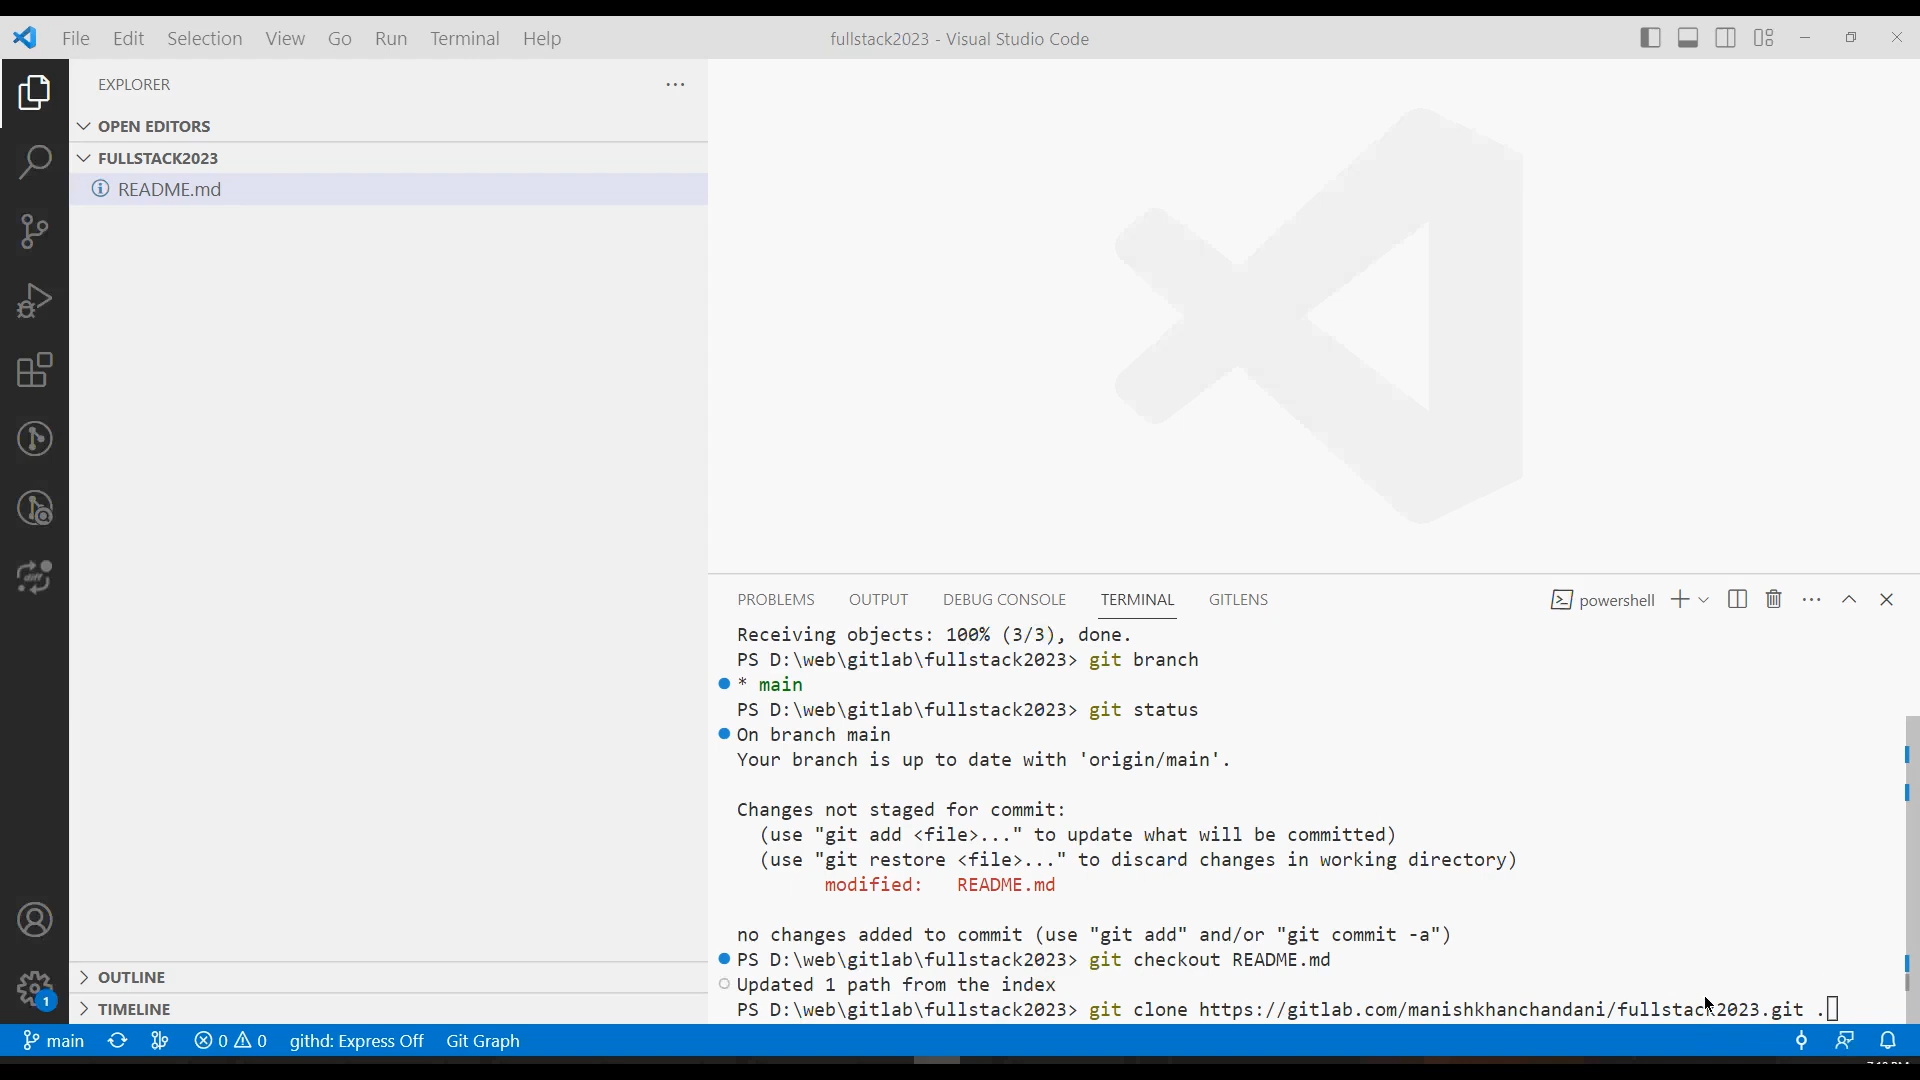 File Edit Selection View Go Run Terminal Help
fullstack2023 - Visual Studio Code
EXPLORER
OPEN EDITORS
FULLSTACK2023
README.md
PROBLEMS OUTPUT DEBUG CONSOLE TERMINAL GITLENS
powershell
Receiving objects: 100% (3/3), done.
PS D:\web\gitlab\fullstack2023> git branch
* main
PS D:\web\gitlab\fullstack2023> git status
On branch main
Your branch is up to date with 'origin/main'.
Changes not staged for commit:
(use "git add <file>..." to update what will be committed)
(use "git restore <file>..." to discard changes in working directory)
modified: README.md
no changes added to commit (use "git add" and/or "git commit -a")
PS D:\web\gitlab\fullstack2023> git checkout README.md
Updated 1 path from the index
PS D:\web\gitlab\fullstack2023> git clone https://gitlab.com/manishkhanchandani/fullstack2023.git .
diff
1
OUTLINE
TIMELINE
main 0 0 githd: Express Off Git Graph